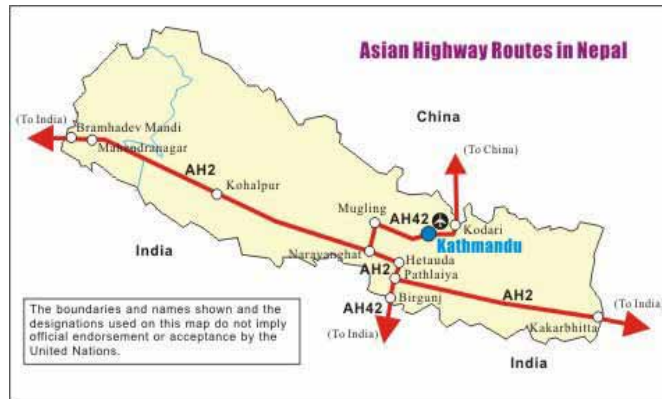 Asian Highway Routes in Nepal
China
(To India)
Bramhadev Mandi
Mahendranagar
(To China)
AH2
Kohalpur
Mugling
AH42
Kodari
Kathmandu
India
Narayanghat
Hetauda
AH2
Pathlaiya
AH42
Birgunj
AH2
(To India)
(To India)
Kakarbhitta
India
The boundaries and names shown and the
designations used on this map do not imply
official endorsement or acceptance by the
United Nations.